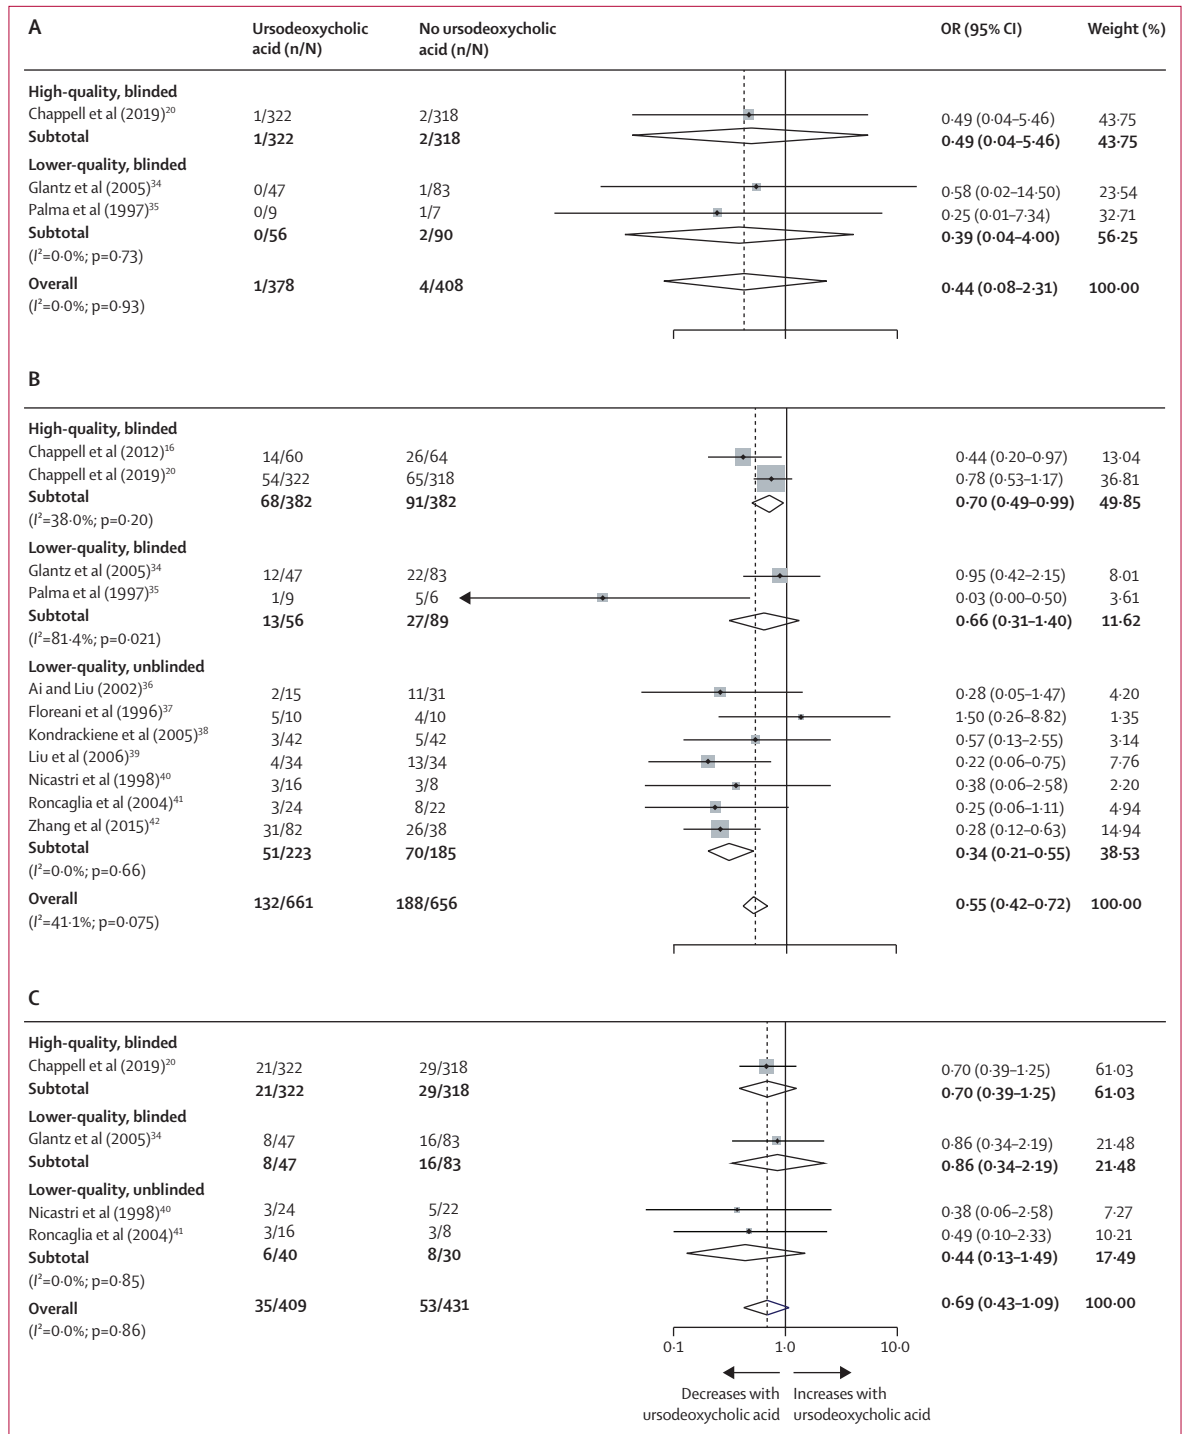 A
Ursodeoxycholic acid (n/N) No ursodeoxycholic acid (n/N) OR (95% CI) Weight (%)
High-quality, blinded
Chappell et al (2019)²⁰ 1/322 2/318 0·49 (0·04–5·46) 43·75
Subtotal 1/322 2/318 0·49 (0·04–5·46) 43·75
Lower-quality, blinded
Glantz et al (2005)³⁴ 0/47 1/83 0·58 (0·02–14·50) 23·54
Palma et al (1997)³⁵ 0/9 1/7 0·25 (0·01–7·34) 32·71
Subtotal 0/56 2/90 0·39 (0·04–4·00) 56·25
(I²=0·0%; p=0·73)
Overall 1/378 4/408 0·44 (0·08–2·31) 100·00
(I²=0·0%; p=0·93)
B
High-quality, blinded
Chappell et al (2012)¹⁶ 14/60 26/64 0·44 (0·20–0·97) 13·04
Chappell et al (2019)²⁰ 54/322 65/318 0·78 (0·53–1·17) 36·81
Subtotal 68/382 91/382 0·70 (0·49–0·99) 49·85
(I²=38·0%; p=0·20)
Lower-quality, blinded
Glantz et al (2005)³⁴ 12/47 22/83 0·95 (0·42–2·15) 8·01
Palma et al (1997)³⁵ 1/9 5/6 0·03 (0·00–0·50) 3·61
Subtotal 13/56 27/89 0·66 (0·31–1·40) 11·62
(I²=81·4%; p=0·021)
Lower-quality, unblinded
Ai and Liu (2002)³⁶ 2/15 11/31 0·28 (0·05–1·47) 4·20
Floreani et al (1996)³⁷ 5/10 4/10 1·50 (0·26–8·82) 1·35
Kondrackiene et al (2005)³⁸ 3/42 5/42 0·57 (0·13–2·55) 3·14
Liu et al (2006)³⁹ 4/34 13/34 0·22 (0·06–0·75) 7·76
Nicastri et al (1998)⁴⁰ 3/16 3/8 0·38 (0·06–2·58) 2·20
Roncaglia et al (2004)⁴¹ 3/24 8/22 0·25 (0·06–1·11) 4·94
Zhang et al (2015)⁴² 31/82 26/38 0·28 (0·12–0·63) 14·94
Subtotal 51/223 70/185 0·34 (0·21–0·55) 38·53
(I²=0·0%; p=0·66)
Overall 132/661 188/656 0·55 (0·42–0·72) 100·00
(I²=41·1%; p=0·075)
C
High-quality, blinded
Chappell et al (2019)²⁰ 21/322 29/318 0·70 (0·39–1·25) 61·03
Subtotal 21/322 29/318 0·70 (0·39–1·25) 61·03
Lower-quality, blinded
Glantz et al (2005)³⁴ 8/47 16/83 0·86 (0·34–2·19) 21·48
Subtotal 8/47 16/83 0·86 (0·34–2·19) 21·48
Lower-quality, unblinded
Nicastri et al (1998)⁴⁰ 3/24 5/22 0·38 (0·06–2·58) 7·27
Roncaglia et al (2004)⁴¹ 3/16 3/8 0·49 (0·10–2·33) 10·21
Subtotal 6/40 8/30 0·44 (0·13–1·49) 17·49
(I²=0·0%; p=0·85)
Overall 35/409 53/431 0·69 (0·43–1·09) 100·00
(I²=0·0%; p=0·86)
0·1 1·0 10·0
Decreases with ursodeoxycholic acid
Increases with ursodeoxycholic acid